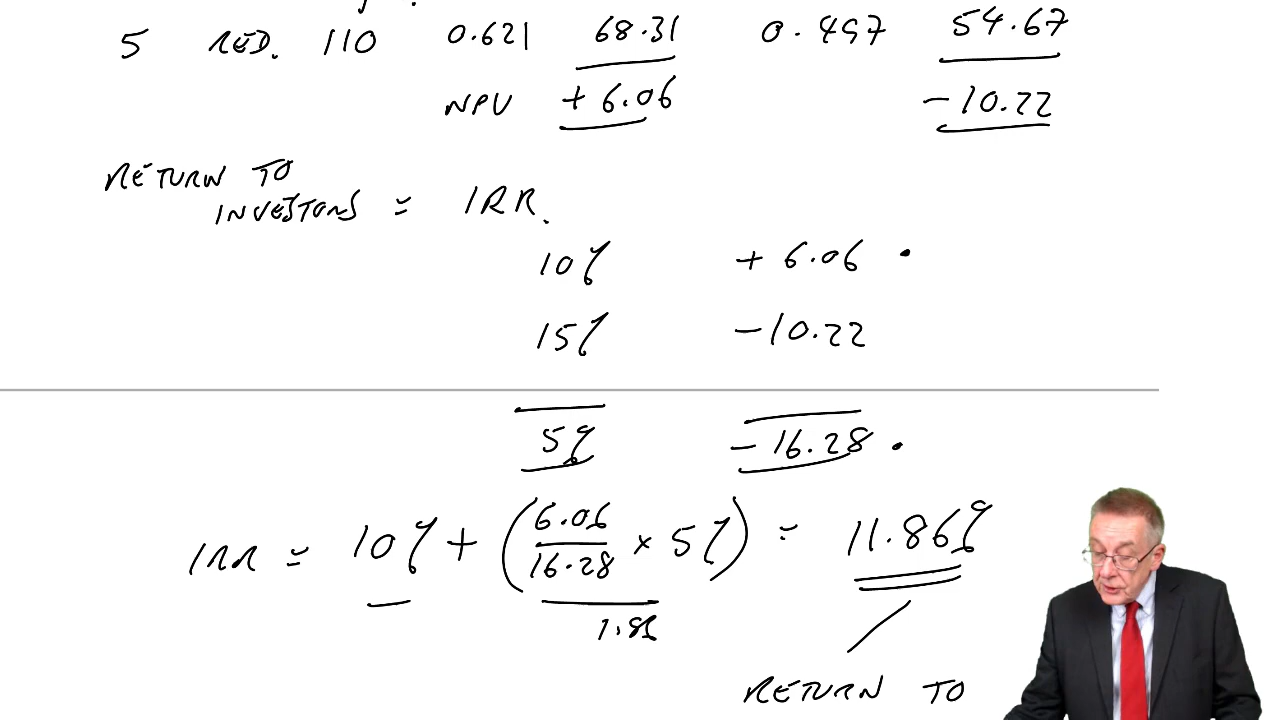 5 RED. 110 0.621 68.31 0.497 54.67
NPV + 6.06 - 10.22
RETURN TO
INVESTORS = IRR.
10% + 6.06
15% - 10.22
5% - 16.28
IRR = 10% + (6.06/16.28 × 5%) = 11.86%
1.86
RETURN TO